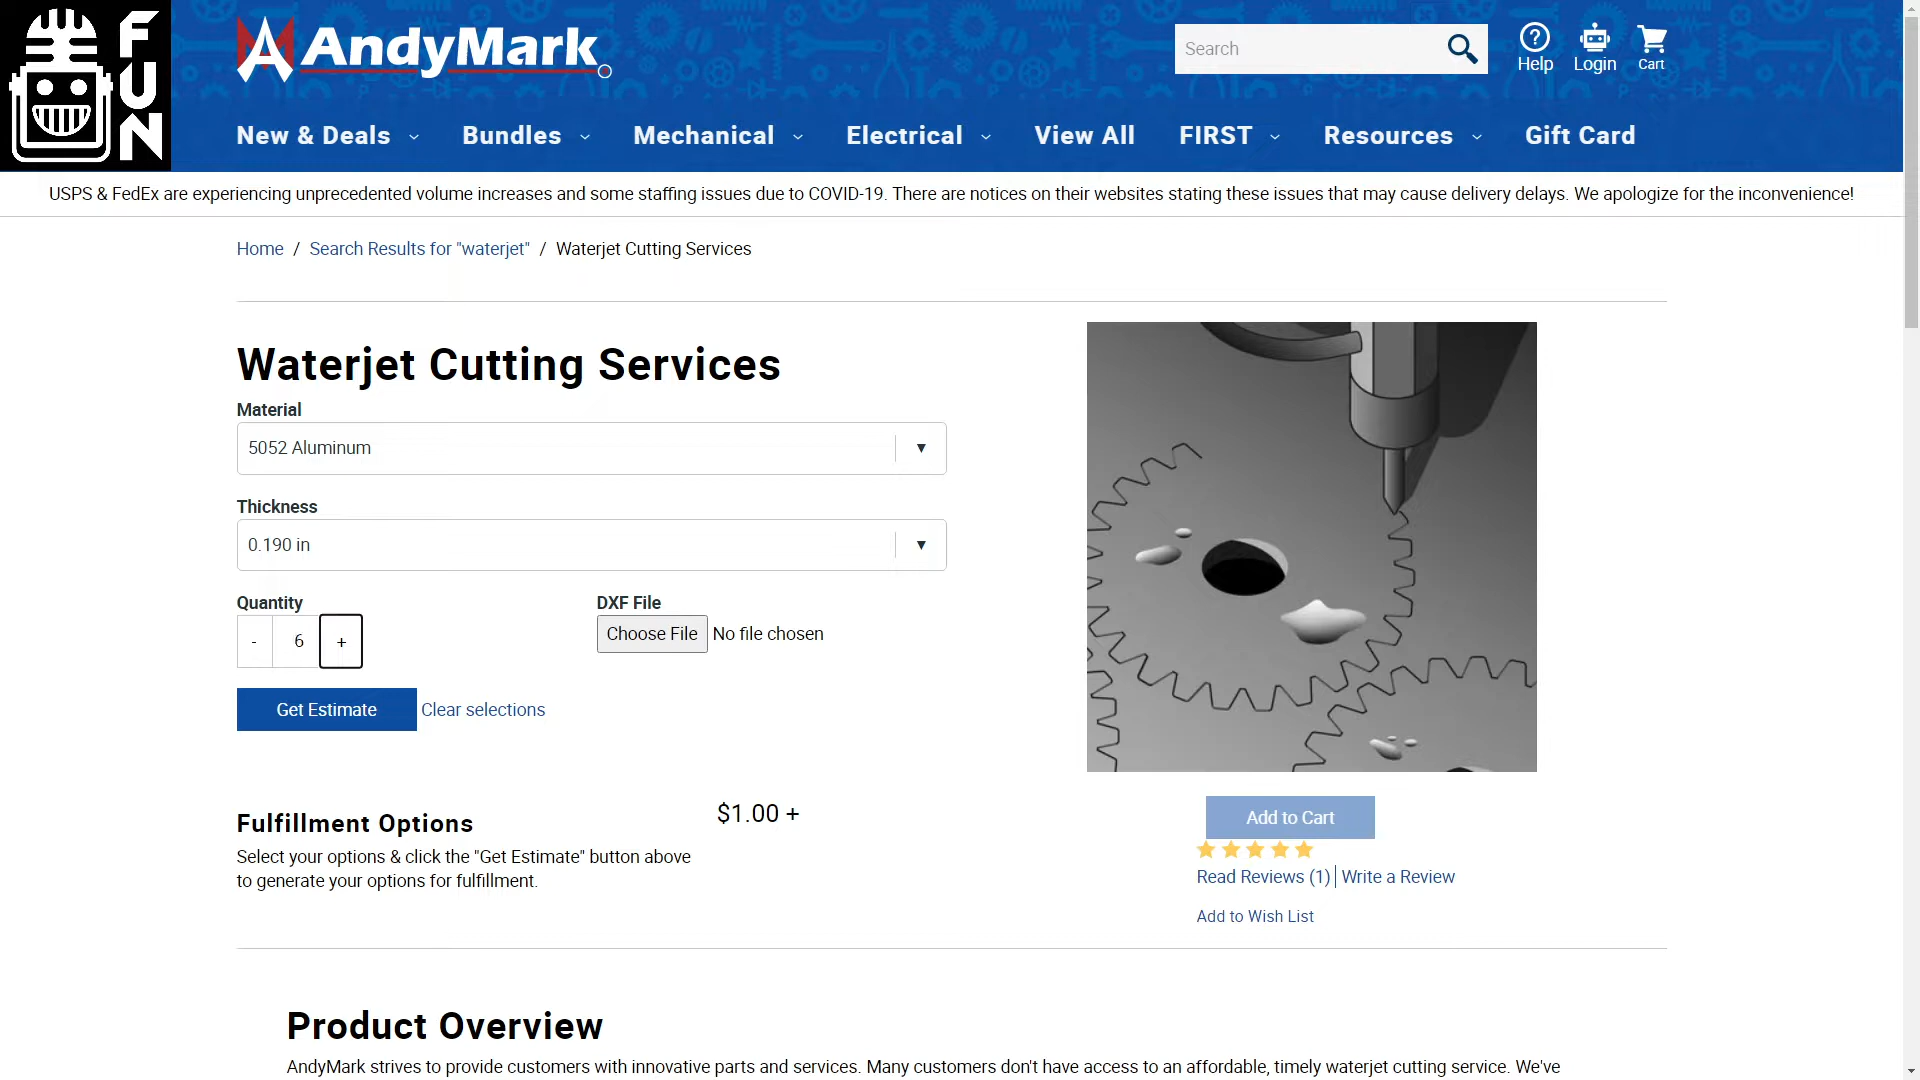 FUN
AndyMark
Search
Help
Login
Cart
New & Deals
Bundles
Mechanical
Electrical
View All
FIRST
Resources
Gift Card
USPS & FedEx are experiencing unprecedented volume increases and some staffing issues due to COVID-19. There are notices on their websites stating these issues that may cause delivery delays. We apologize for the inconvenience!
Home / Search Results for "waterjet" / Waterjet Cutting Services
Waterjet Cutting Services
Material
5052 Aluminum
Thickness
0.190 in
Quantity
- 6 +
DXF File
Choose File No file chosen
Get Estimate Clear selections
Fulfillment Options
Select your options & click the "Get Estimate" button above
to generate your options for fulfillment.
$1.00 +
Add to Cart
Read Reviews (1) Write a Review
Add to Wish List
Product Overview
AndyMark strives to provide customers with innovative parts and services. Many customers don't have access to an affordable, timely waterjet cutting service. We've